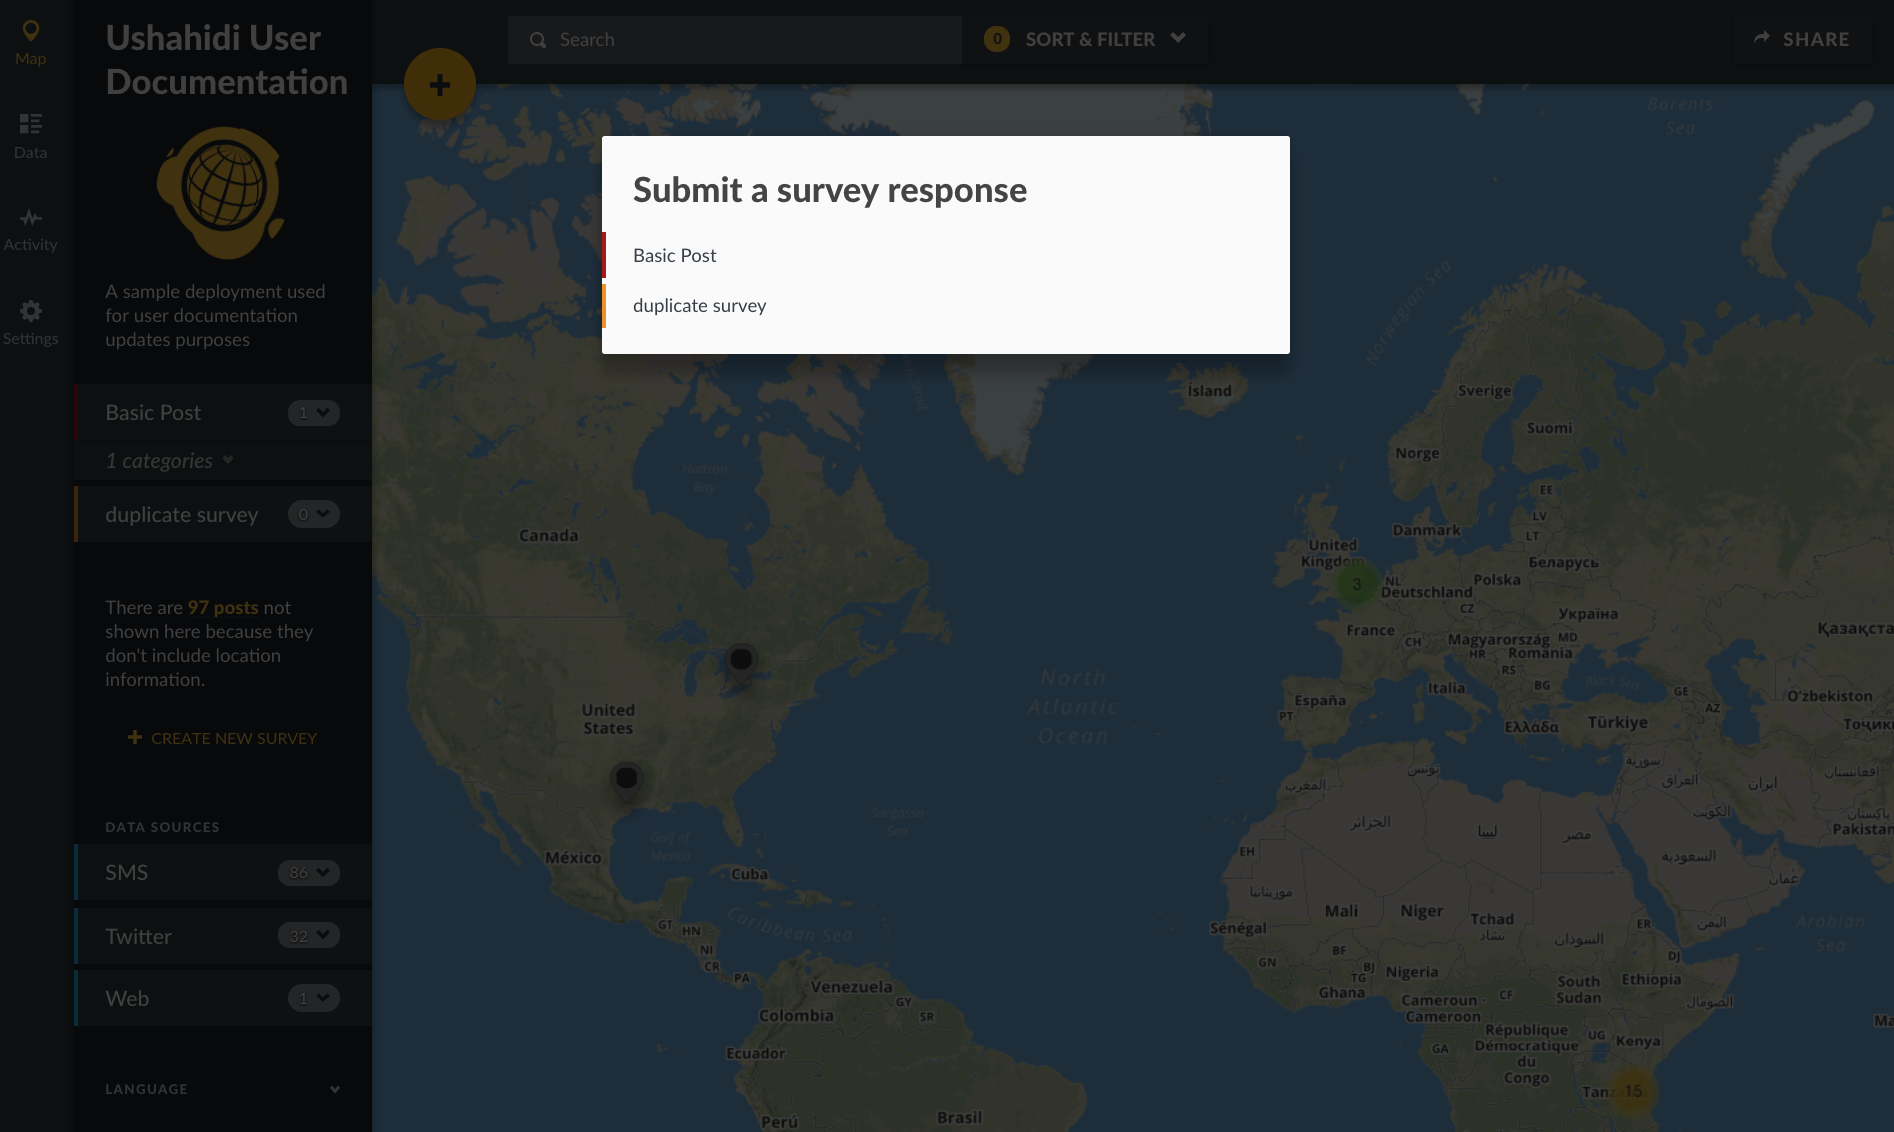 Map
Data
Activity
Settings
Ushahidi User
Documentation
A sample deployment used
for user documentation
updates purposes
Basic Post
1
1 categories
duplicate survey
0
There are 97 posts not
shown here because they
don't include location
information.
CREATE NEW SURVEY
DATA SOURCES
SMS
86
Twitter
32
Web
1
LANGUAGE
Search
0
SORT & FILTER
SHARE
Submit a survey response
Basic Post
duplicate survey
Barents
Sea
Norwegian Sea
Ísland
Sverige
Suomi
Norge
Hudson
Bay
EE
LV
LT
Danmark
Canada
United
Kingdom
3
NL
Беларусь
Polska
Deutschland
CZ
Україна
France
CH
Magyarország
MD
HR
România
Қазақста
RS
BG
Black Sea
GE
Italia
AZ
O'zbekiston
España
PT
Ελλάδα
Türkiye
Тоҷик
North
Atlantic
Ocean
United
States
تونس
سورية
العراق
ايران
افغانستان
المغرب
الكويت
پاکستان
Pakistan
الجزائر
ليبيا
مصر
السعودية
عمان
Sargasso
Sea
Gulf of
Mexico
México
Cuba
EH
موريتانيا
Mali
Niger
Tchad
تشاد
ER
اليمن
Arabian
Sea
Caribbean Sea
GT
HN
NI
CR
PA
Sénégal
السودان
BF
GN
BJ
TG
Nigeria
DJ
Ethiopia
Ghana
South
Sudan
CF
Cameroun -
Cameroon
الصومال
Venezuela
GY
SR
Colombia
Ecuador
République
Démocratique
du
Congo
UG
Kenya
GA
15
Perú
Brasil